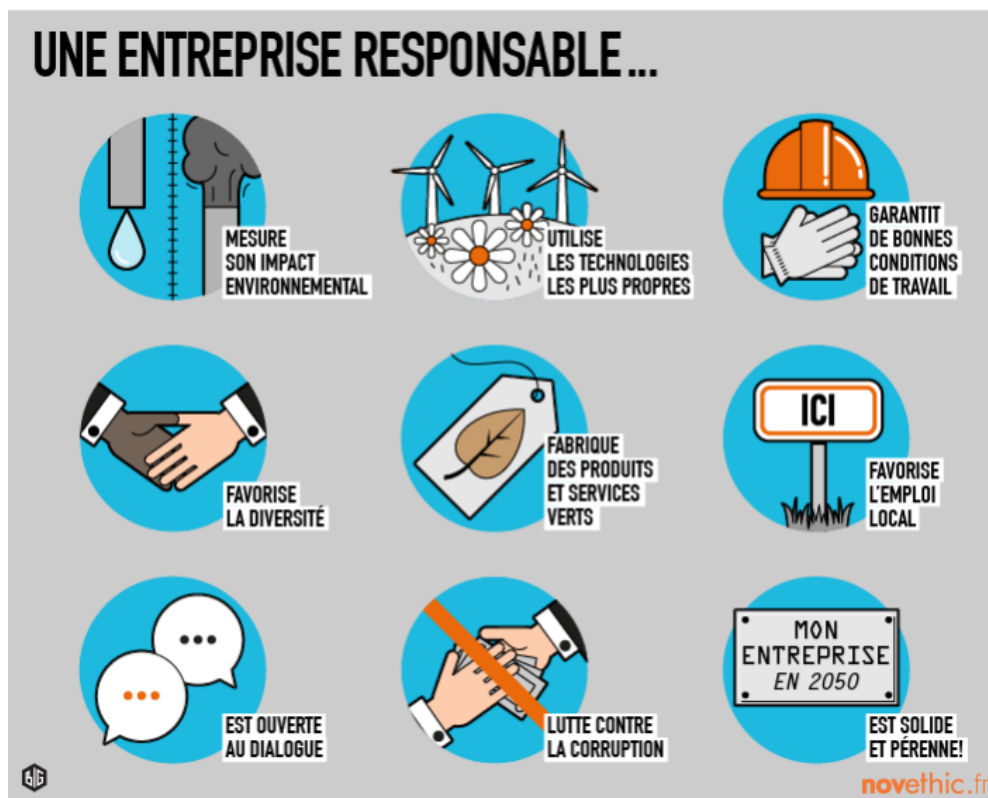 UNE ENTREPRISE RESPONSABLE...
MESURE
SON IMPACT
ENVIRONNEMENTAL
UTILISE
LES TECHNOLOGIES
LES PLUS PROPRES
GARANTIT
DE BONNES
CONDITIONS
DE TRAVAIL
FAVORISE
LA DIVERSITÉ
FABRIQUE
DES PRODUITS
ET SERVICES
VERTS
ICI
FAVORISE
L'EMPLOI
LOCAL
EST OUVERTE
AU DIALOGUE
LUTTE CONTRE
LA CORRUPTION
MON
ENTREPRISE
EN 2050
EST SOLIDE
ET PÉRENNE!
novethic.fr